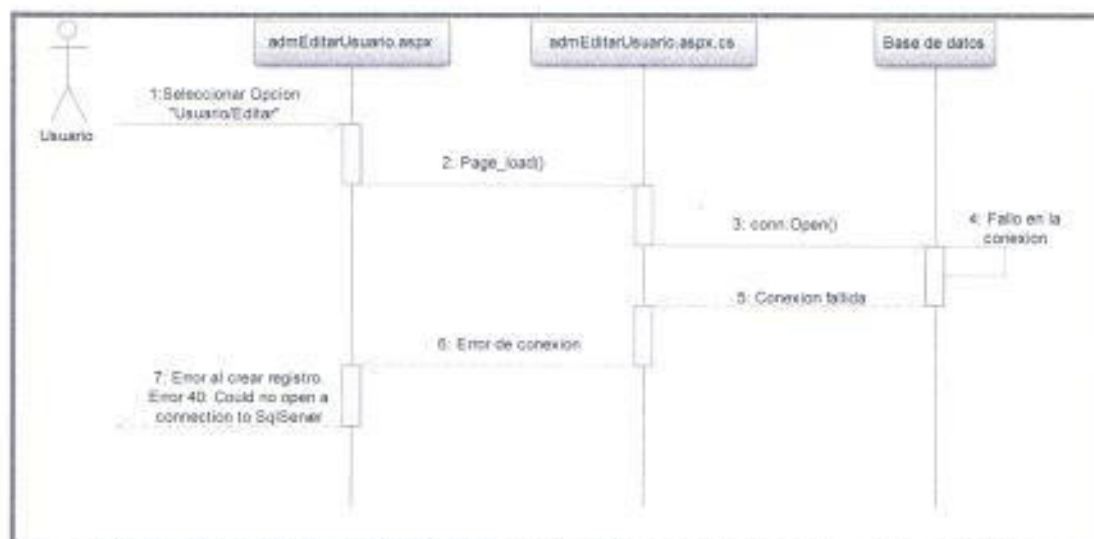 admEditarUsuario.aspx
admEditarUsuario.aspx.cs
Base de datos
Usuario
1:Seleccionar Opcion
"Usuario/Editar"
2: Page_load()
3: conn.Open()
4: Fallo en la
conexion
5: Conexion fallida
6: Error de conexion
7: Error al crear registro.
Error 40: Could no open a
connection to SqlServer